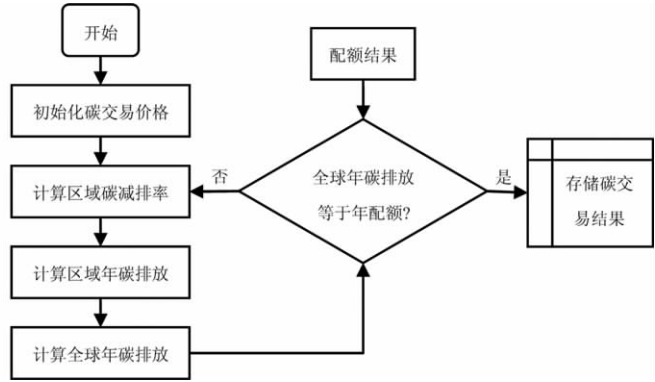 开始
初始化碳交易价格
计算区域碳减排率
计算区域年碳排放
计算全球年碳排放
配额结果
全球年碳排放
等于年配额?
否
是
存储碳交
易结果